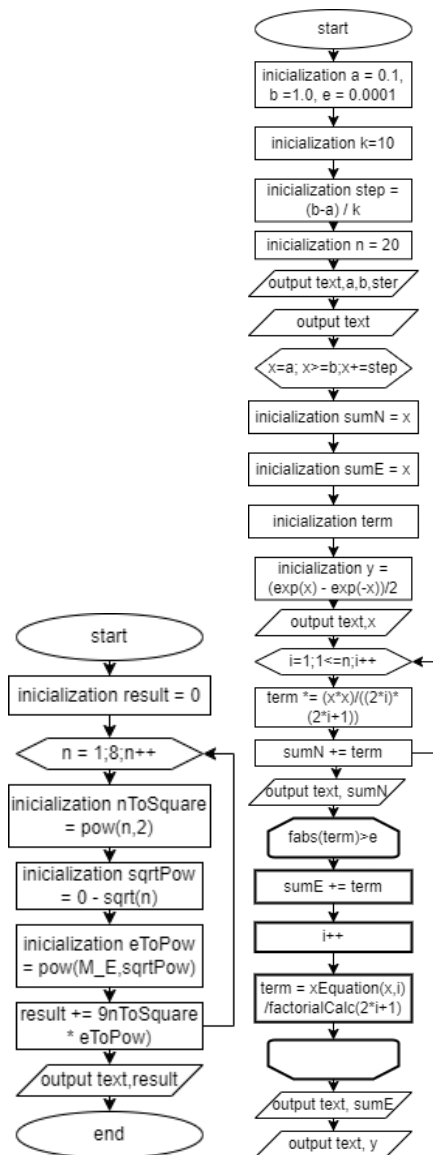 start
inicialization result = 0
n = 1;8;n++
inicialization nToSquare
= pow(n,2)
inicialization sqrtPow
= 0 - sqrt(n)
inicialization eToPow
= pow(M_E,sqrtPow)
result += 9nToSquare
* eToPow)
output text,result
end
start
inicialization a = 0.1,
b =1.0, e = 0.0001
inicialization k=10
inicialization step =
(b-a) / k
inicialization n = 20
output text,a,b,ster
output text
x=a; x>=b;x+=step
inicialization sumN = x
inicialization sumE = x
inicialization term
inicialization y =
(exp(x) - exp(-x))/2
output text,x
i=1;1<=n;i++
term *= (x*x)/((2*i)*
(2*i+1))
sumN += term
output text, sumN
fabs(term)>e
sumE += term
i++
term = xEquation(x,i)
/factorialCalc(2*i+1)
output text, sumE
output text, y